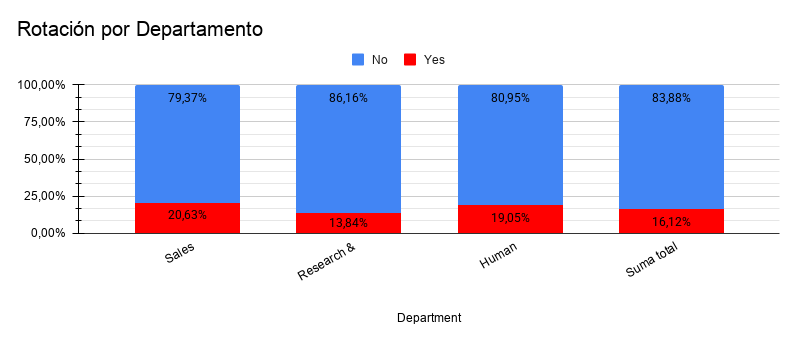 Rotación por Departamento
No Yes
100,00%
75,00%
50,00%
25,00%
0,00%
79,37% 86,16% 80,95% 83,88%
20,63% 13,84% 19,05% 16,12%
Sales Research & Human Suma total
Department